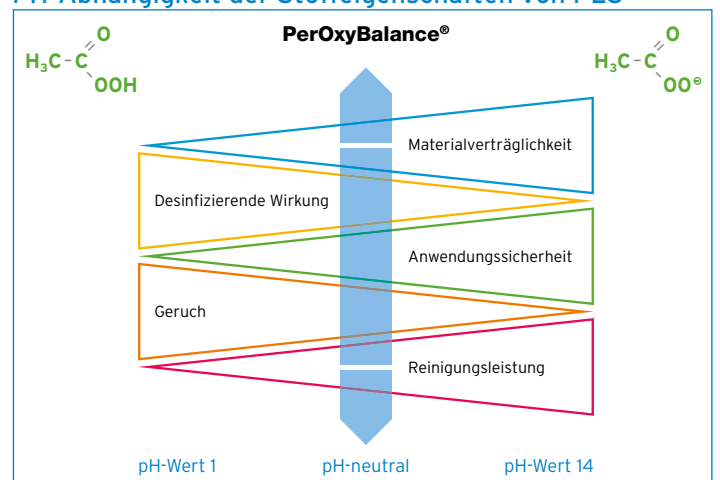 PerOxyBalance®
O
H₃C-C
OOH
O
H₃C-C
OO⊖
Materialverträglichkeit
Desinfizierende Wirkung
Anwendungssicherheit
Geruch
Reinigungsleistung
pH-Wert 1 pH-neutral pH-Wert 14